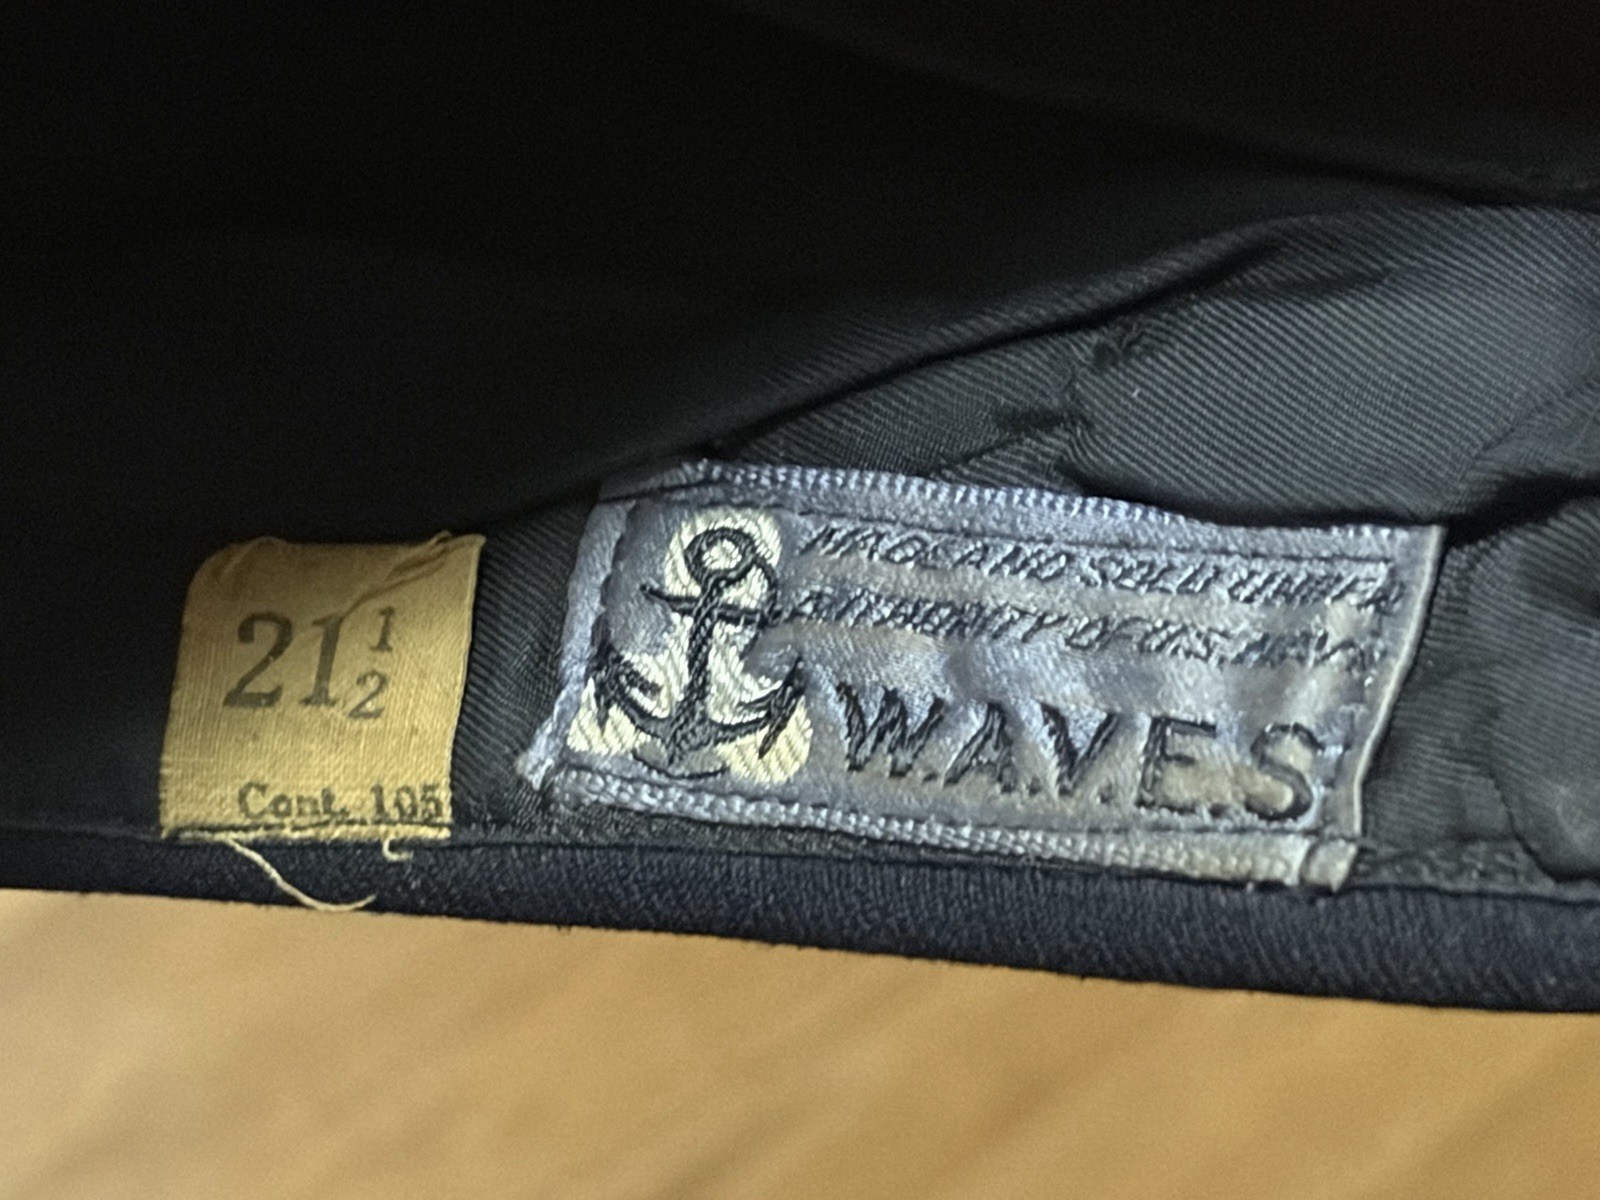 21 1/2
Cont. 105
MADE AND SOLD UNDER
AUTHORITY OF U.S. NAVY
W.A.V.E.S